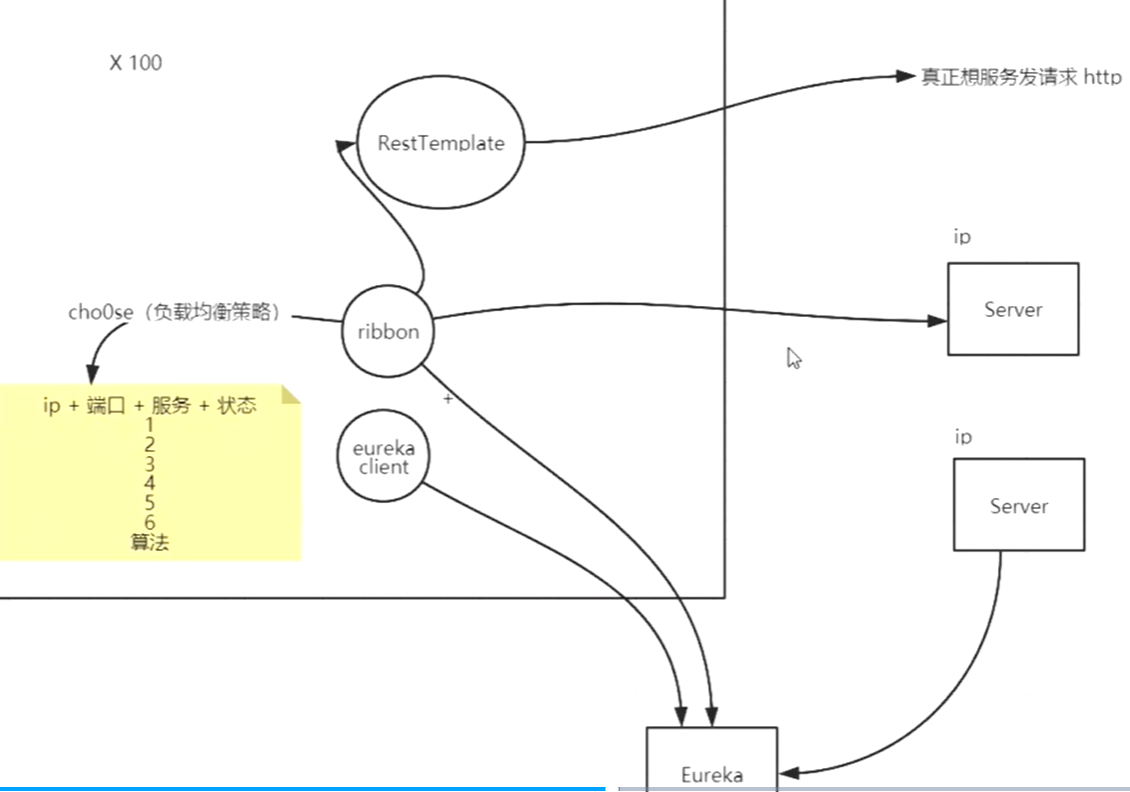 X 100
真正想服务发请求 http
RestTemplate
ip
Server
cho0se（负载均衡策略）
ribbon
ip + 端口 + 服务 + 状态
1
2
3
4
5
6
算法
eureka
client
ip
Server
Eureka